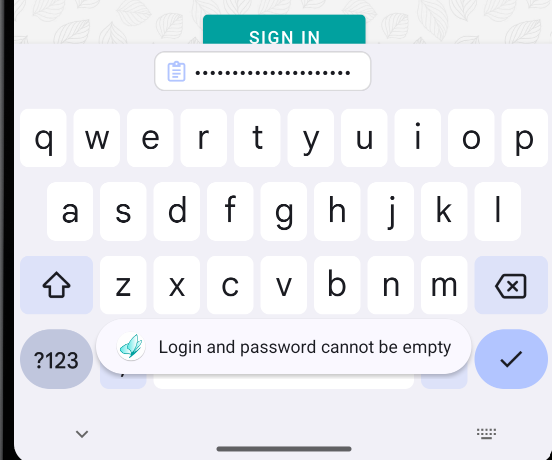 SIGN IN
•••••••••••••••••••••
q w e r t y u i o p
a s d f g h j k l
z x c v b n m
?123 ,
Login and password cannot be empty